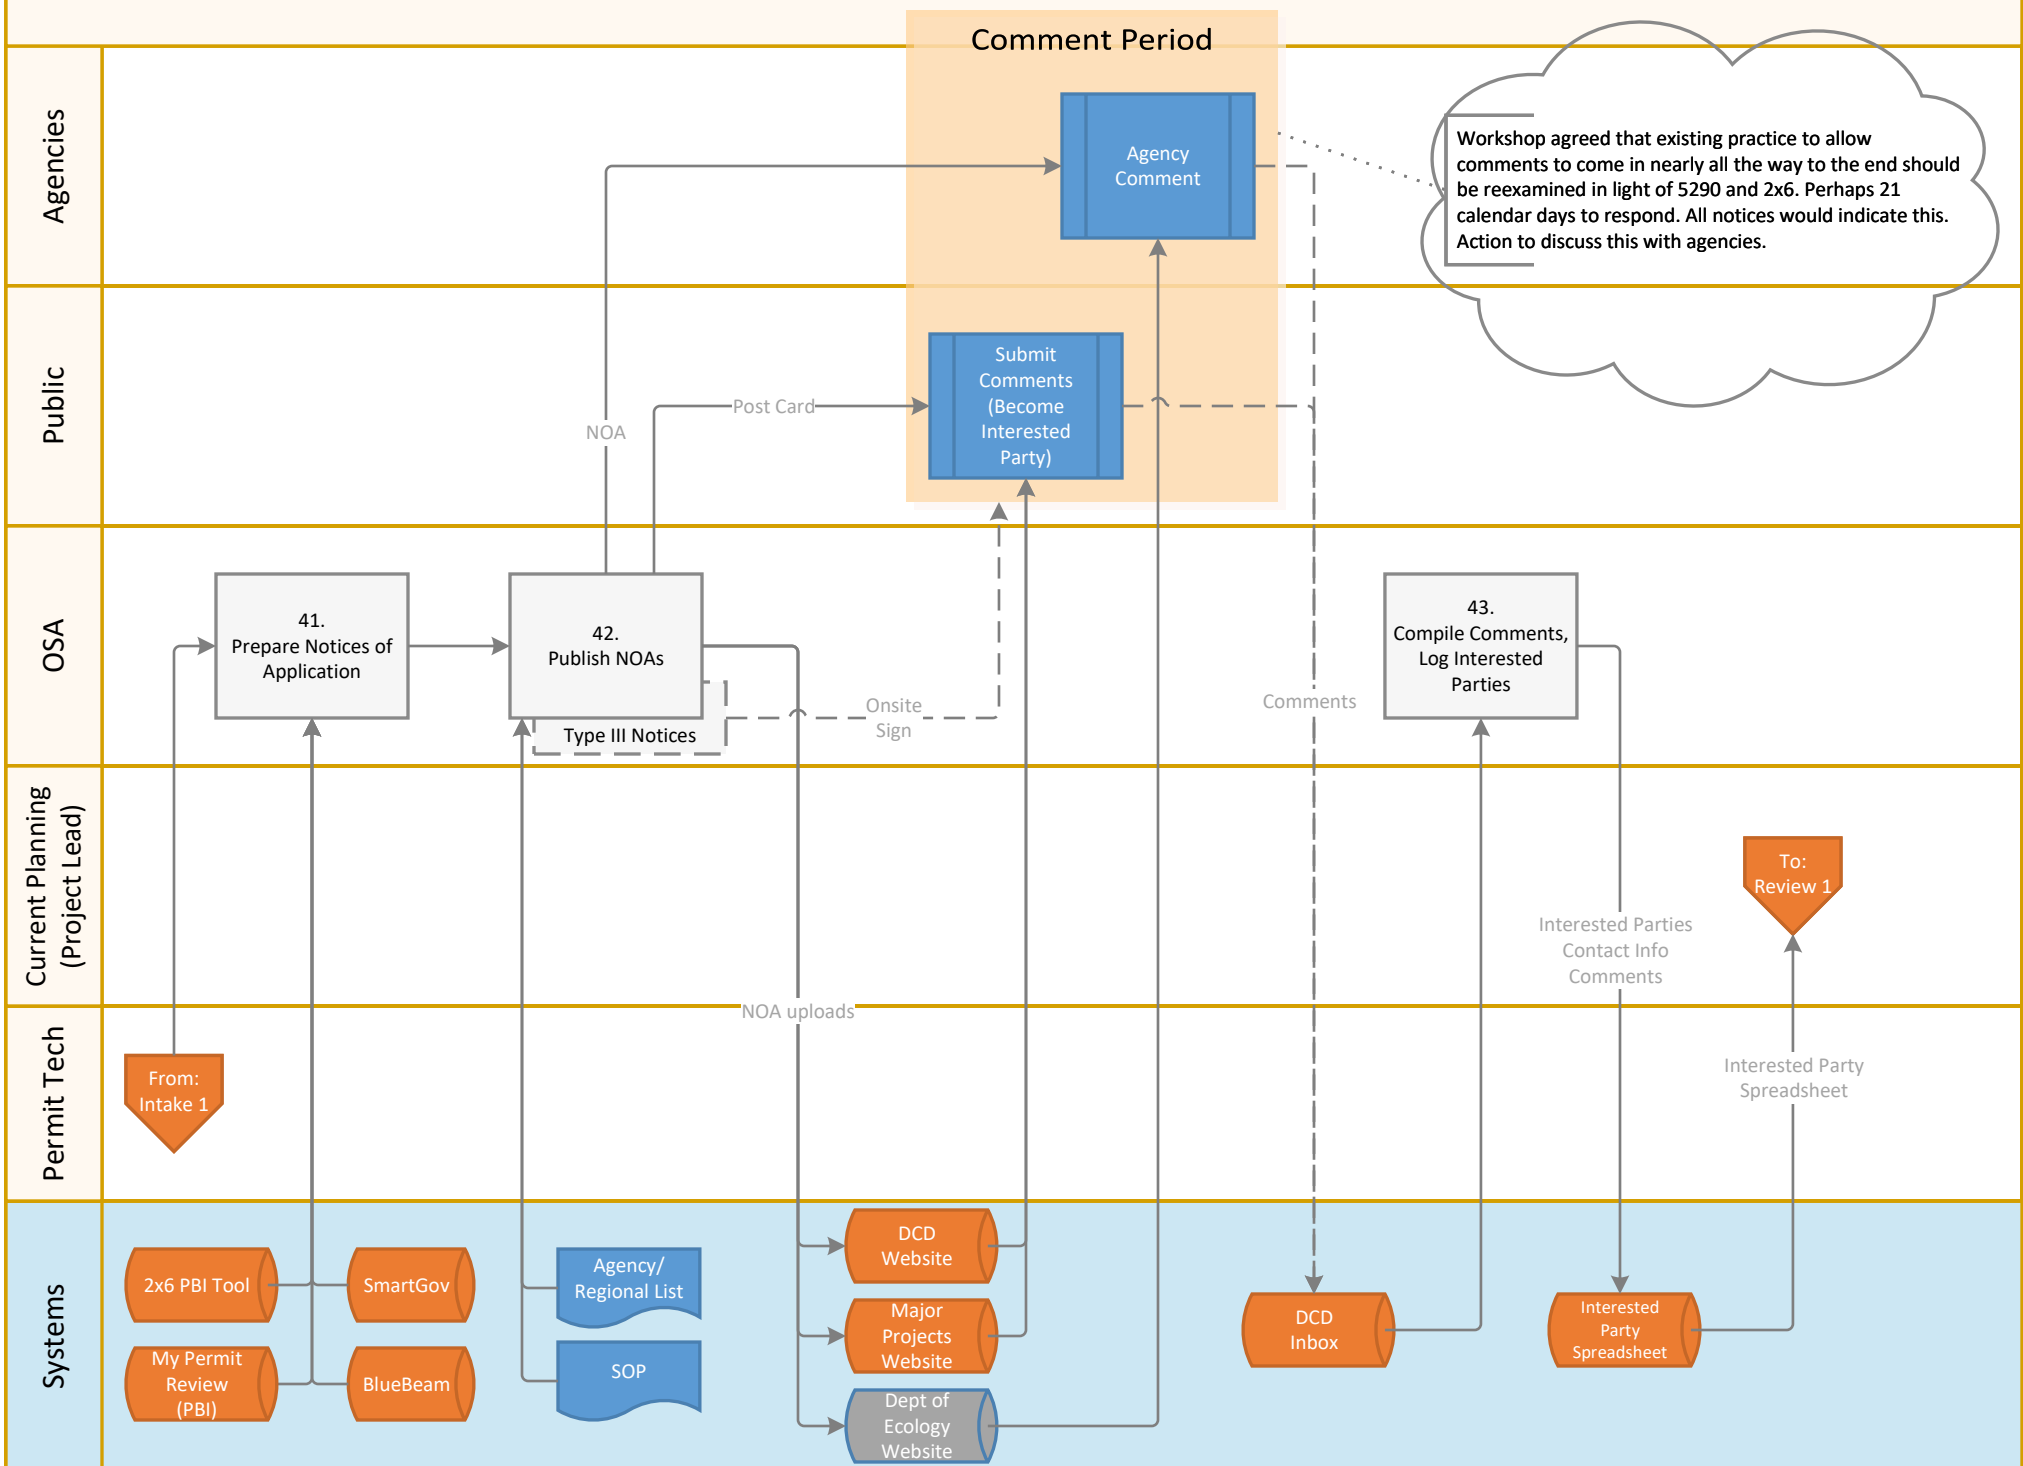 Comment Period
Agencies
Agency
Comment
Workshop agreed that existing practice to allow
comments to come in nearly all the way to the end should
be reexamined in light of 5290 and 2x6. Perhaps 21
calendar days to respond. All notices would indicate this.
Action to discuss this with agencies.
Public
NOA
Post Card
Submit
Comments
(Become
Interested
Party)
OSA
41.
Prepare Notices of
Application
42.
Publish NOAs
Type III Notices
Onsite
Sign
Comments
43.
Compile Comments,
Log Interested
Parties
Current Planning
(Project Lead)
To:
Review 1
Interested Parties
Contact Info
Comments
NOA uploads
Permit Tech
From:
Intake 1
Interested Party
Spreadsheet
Systems
2x6 PBI Tool
SmartGov
My Permit
Review
(PBI)
BlueBeam
Agency/
Regional List
SOP
DCD
Website
Major
Projects
Website
Dept of
Ecology
Website
DCD
Inbox
Interested
Party
Spreadsheet